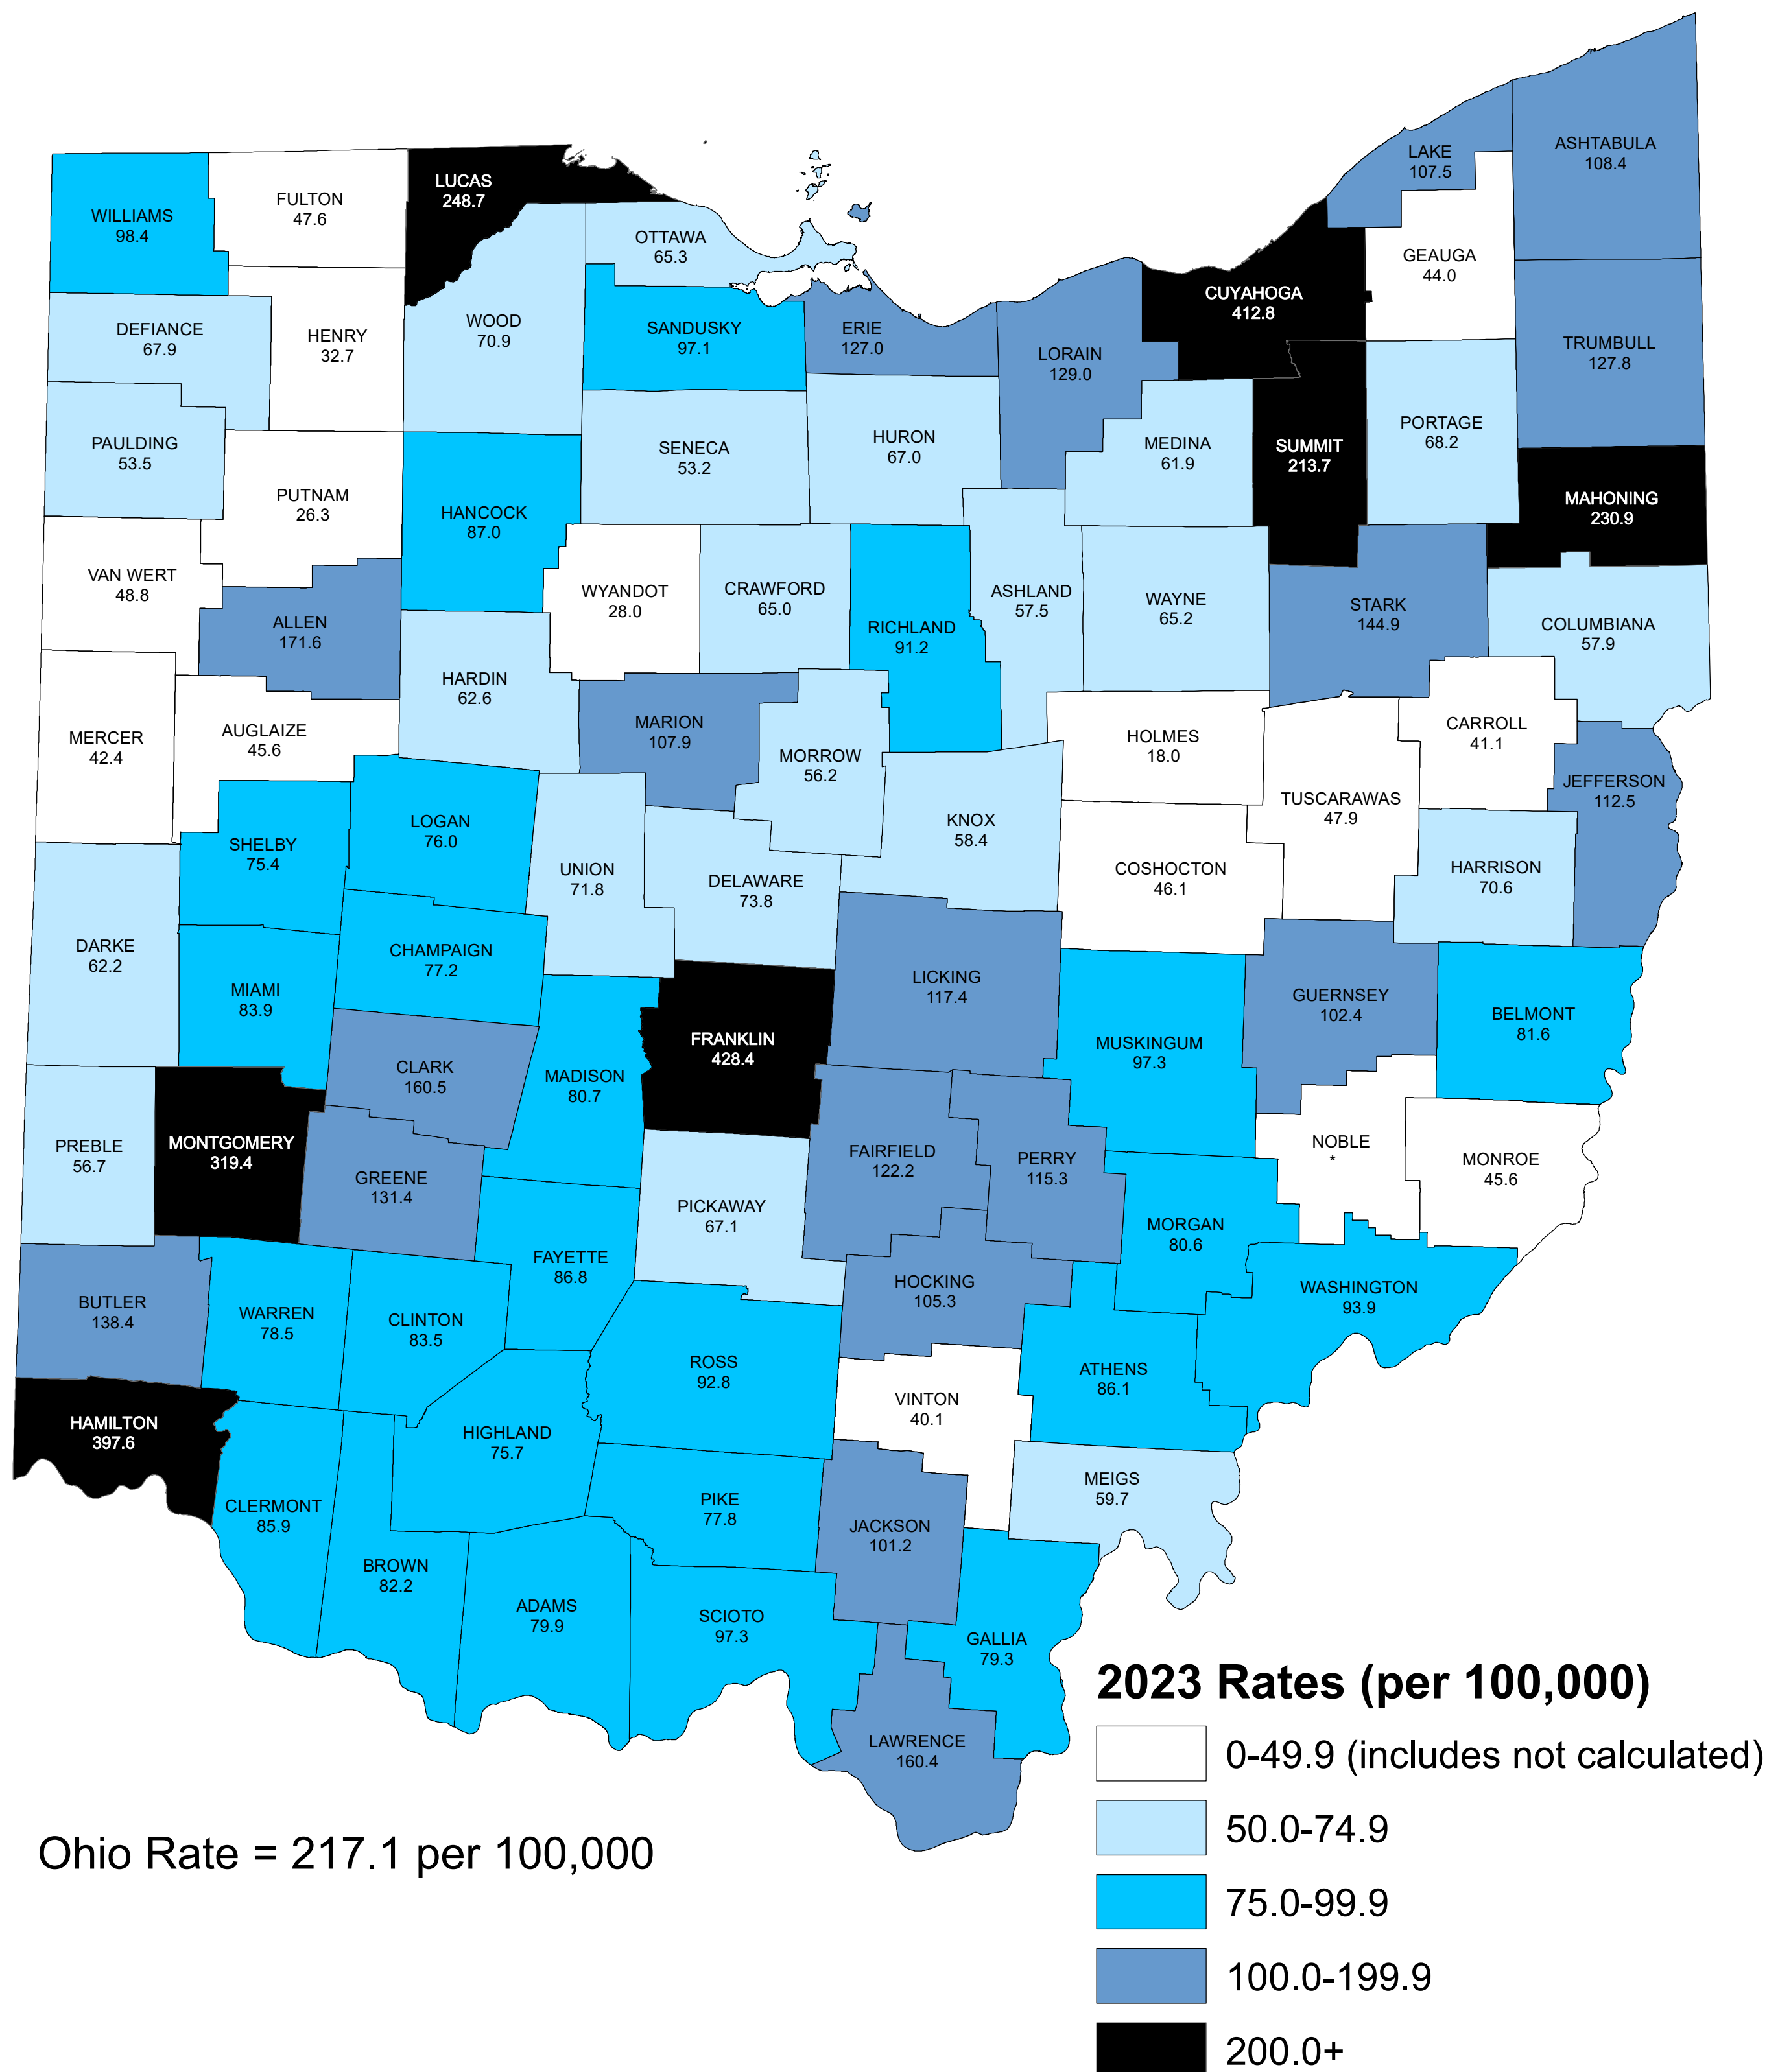 ASHTABULA
108.4
LAKE
107.5
LUCAS
248.7
FULTON
47.6
WILLIAMS
98.4
OTTAWA
65.3
GEAUGA
44.0
CUYAHOGA
412.8
WOOD
70.9
SANDUSKY
97.1
ERIE
127.0
DEFIANCE
67.9
HENRY
32.7
LORAIN
129.0
TRUMBULL
127.8
PAULDING
53.5
SENECA
53.2
HURON
67.0
MEDINA
61.9
SUMMIT
213.7
PORTAGE
68.2
PUTNAM
26.3
HANCOCK
87.0
MAHONING
230.9
VAN WERT
48.8
WYANDOT
28.0
CRAWFORD
65.0
ASHLAND
57.5
WAYNE
65.2
STARK
144.9
ALLEN
171.6
RICHLAND
91.2
COLUMBIANA
57.9
HARDIN
62.6
MERCER
42.4
AUGLAIZE
45.6
MARION
107.9
MORROW
56.2
HOLMES
18.0
CARROLL
41.1
JEFFERSON
112.5
TUSCARAWAS
47.9
LOGAN
76.0
KNOX
58.4
SHELBY
75.4
UNION
71.8
DELAWARE
73.8
COSHOCTON
46.1
HARRISON
70.6
DARKE
62.2
CHAMPAIGN
77.2
MIAMI
83.9
LICKING
117.4
GUERNSEY
102.4
BELMONT
81.6
FRANKLIN
428.4
MUSKINGUM
97.3
CLARK
160.5
MADISON
80.7
PREBLE
56.7
MONTGOMERY
319.4
FAIRFIELD
122.2
PERRY
115.3
NOBLE
*
MONROE
45.6
GREENE
131.4
PICKAWAY
67.1
MORGAN
80.6
FAYETTE
86.8
HOCKING
105.3
WASHINGTON
93.9
BUTLER
138.4
WARREN
78.5
CLINTON
83.5
ROSS
92.8
ATHENS
86.1
VINTON
40.1
HAMILTON
397.6
HIGHLAND
75.7
MEIGS
59.7
CLERMONT
85.9
PIKE
77.8
JACKSON
101.2
BROWN
82.2
ADAMS
79.9
SCIOTO
97.3
GALLIA
79.3
LAWRENCE
160.4
2023 Rates (per 100,000)
0-49.9 (includes not calculated)
50.0-74.9
75.0-99.9
100.0-199.9
200.0+
Ohio Rate = 217.1 per 100,000